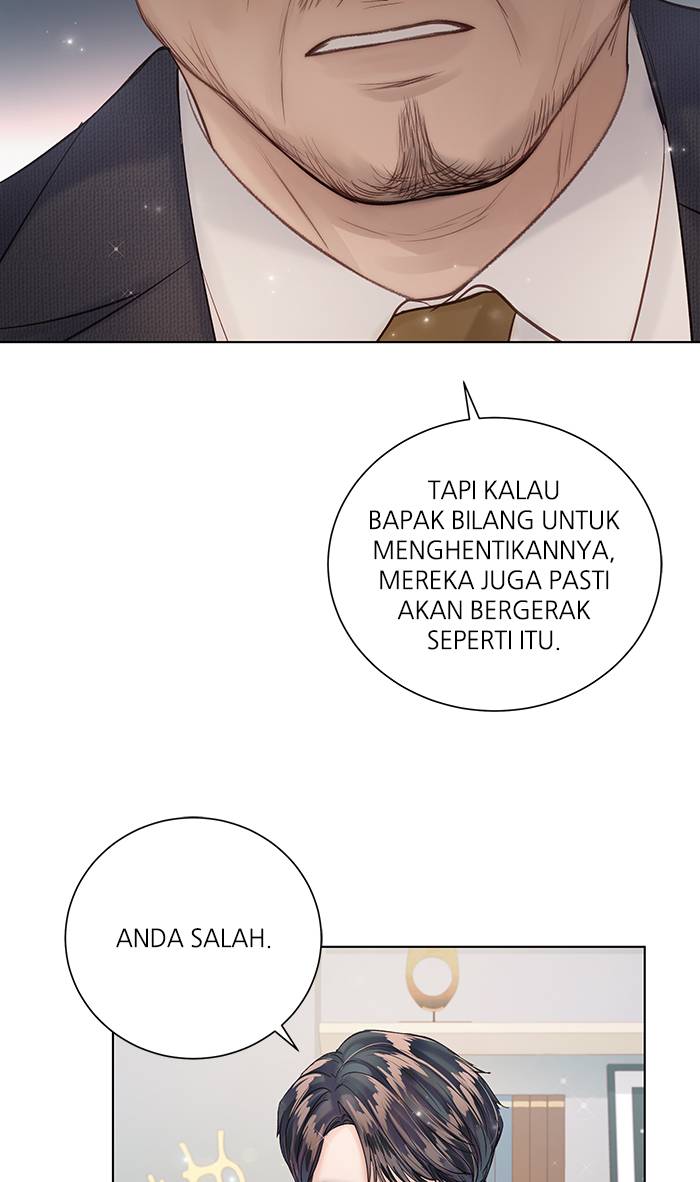 TAPI KALAU
BAPAK BILANG UNTUK
MENGHENTIKANNYA,
MEREKA JUGA PASTI
AKAN BERGERAK
SEPERTI ITU.
ANDA SALAH.